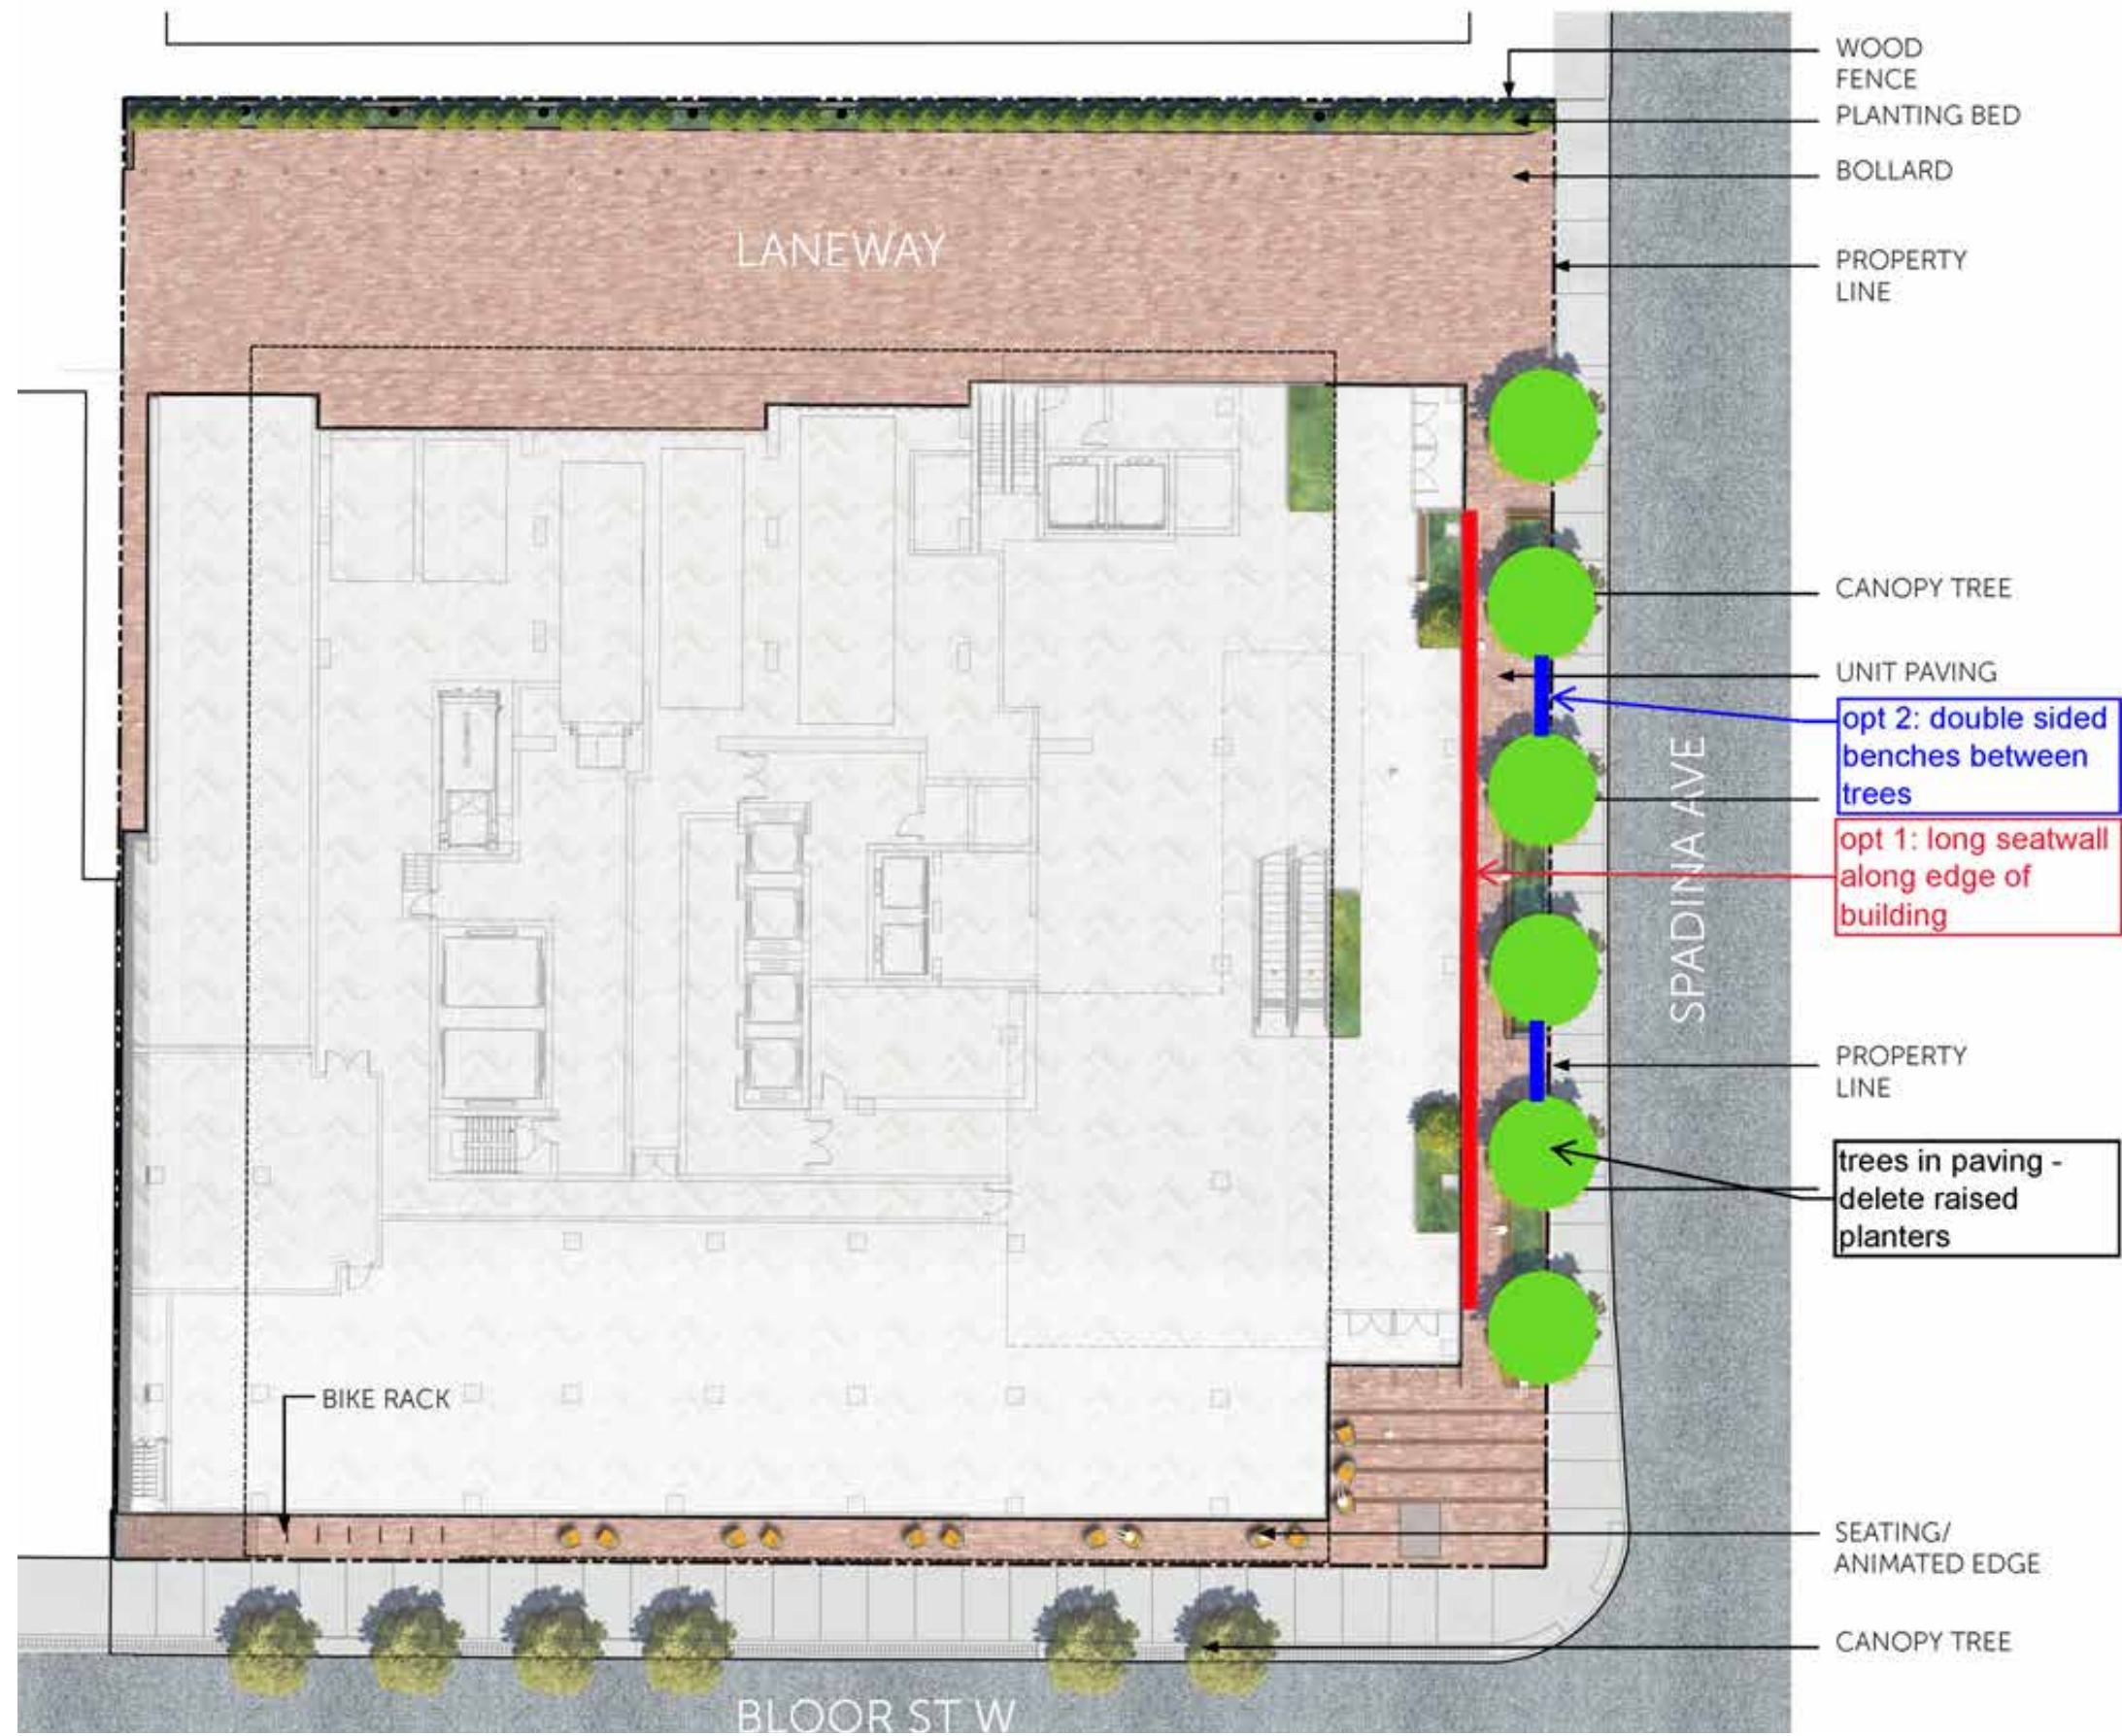 WOOD
FENCE
PLANTING BED
BOLLARD
LANEWAY
PROPERTY
LINE
CANOPY TREE
UNIT PAVING
opt 2: double sided
benches between
trees
opt 1: long seatwall
along edge of
building
SPADINA AVE
PROPERTY
LINE
trees in paving -
delete raised
planters
BIKE RACK
SEATING/
ANIMATED EDGE
CANOPY TREE
BLOOR ST W